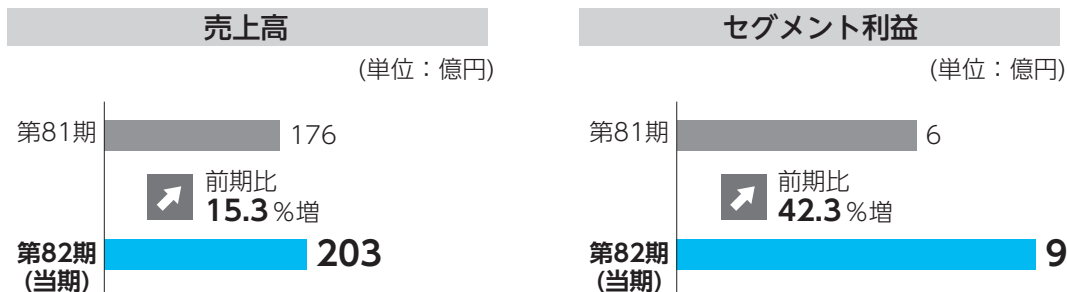 売上高
(単位：億円)
第81期
176
前期比
15.3%増
第82期
(当期)
203
セグメント利益
(単位：億円)
第81期
6
前期比
42.3%増
第82期
(当期)
9